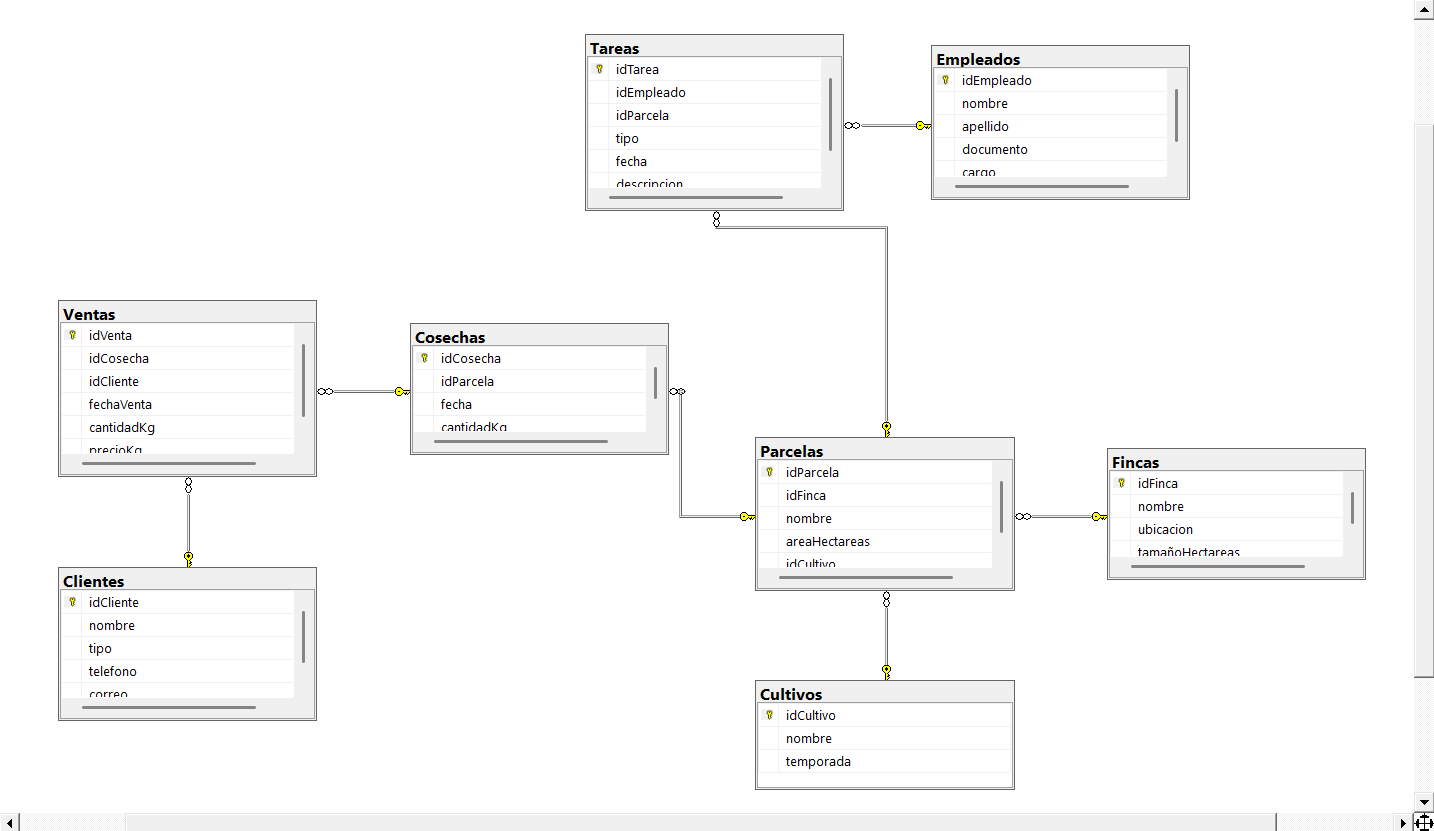 Tareas
idTarea
idEmpleado
idParcela
tipo
fecha
descripcion
Empleados
idEmpleado
nombre
apellido
documento
cargo
Ventas
idVenta
idCosecha
idCliente
fechaVenta
cantidadKg
precioKg
Cosechas
idCosecha
idParcela
fecha
cantidadKg
Parcelas
idParcela
idFinca
nombre
areaHectareas
idCultivo
Fincas
idFinca
nombre
ubicacion
tamañoHectareas
Clientes
idCliente
nombre
tipo
telefono
correo
Cultivos
idCultivo
nombre
temporada